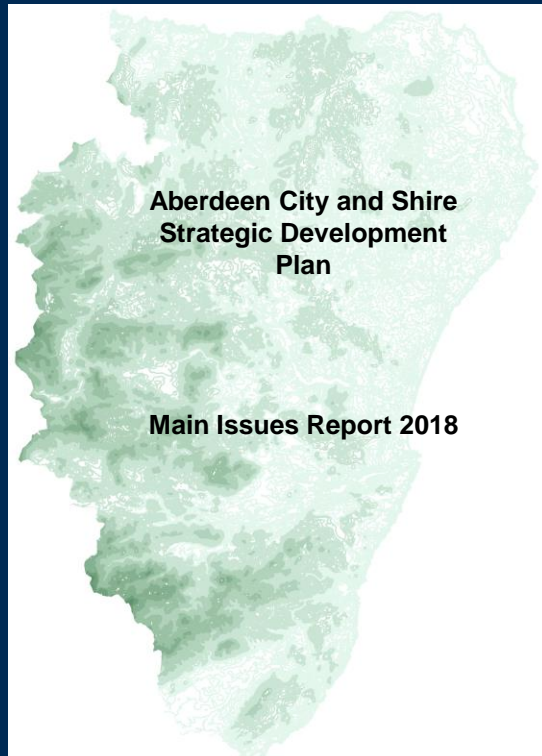 Aberdeen City and Shire
Strategic Development
Plan
Main Issues Report 2018